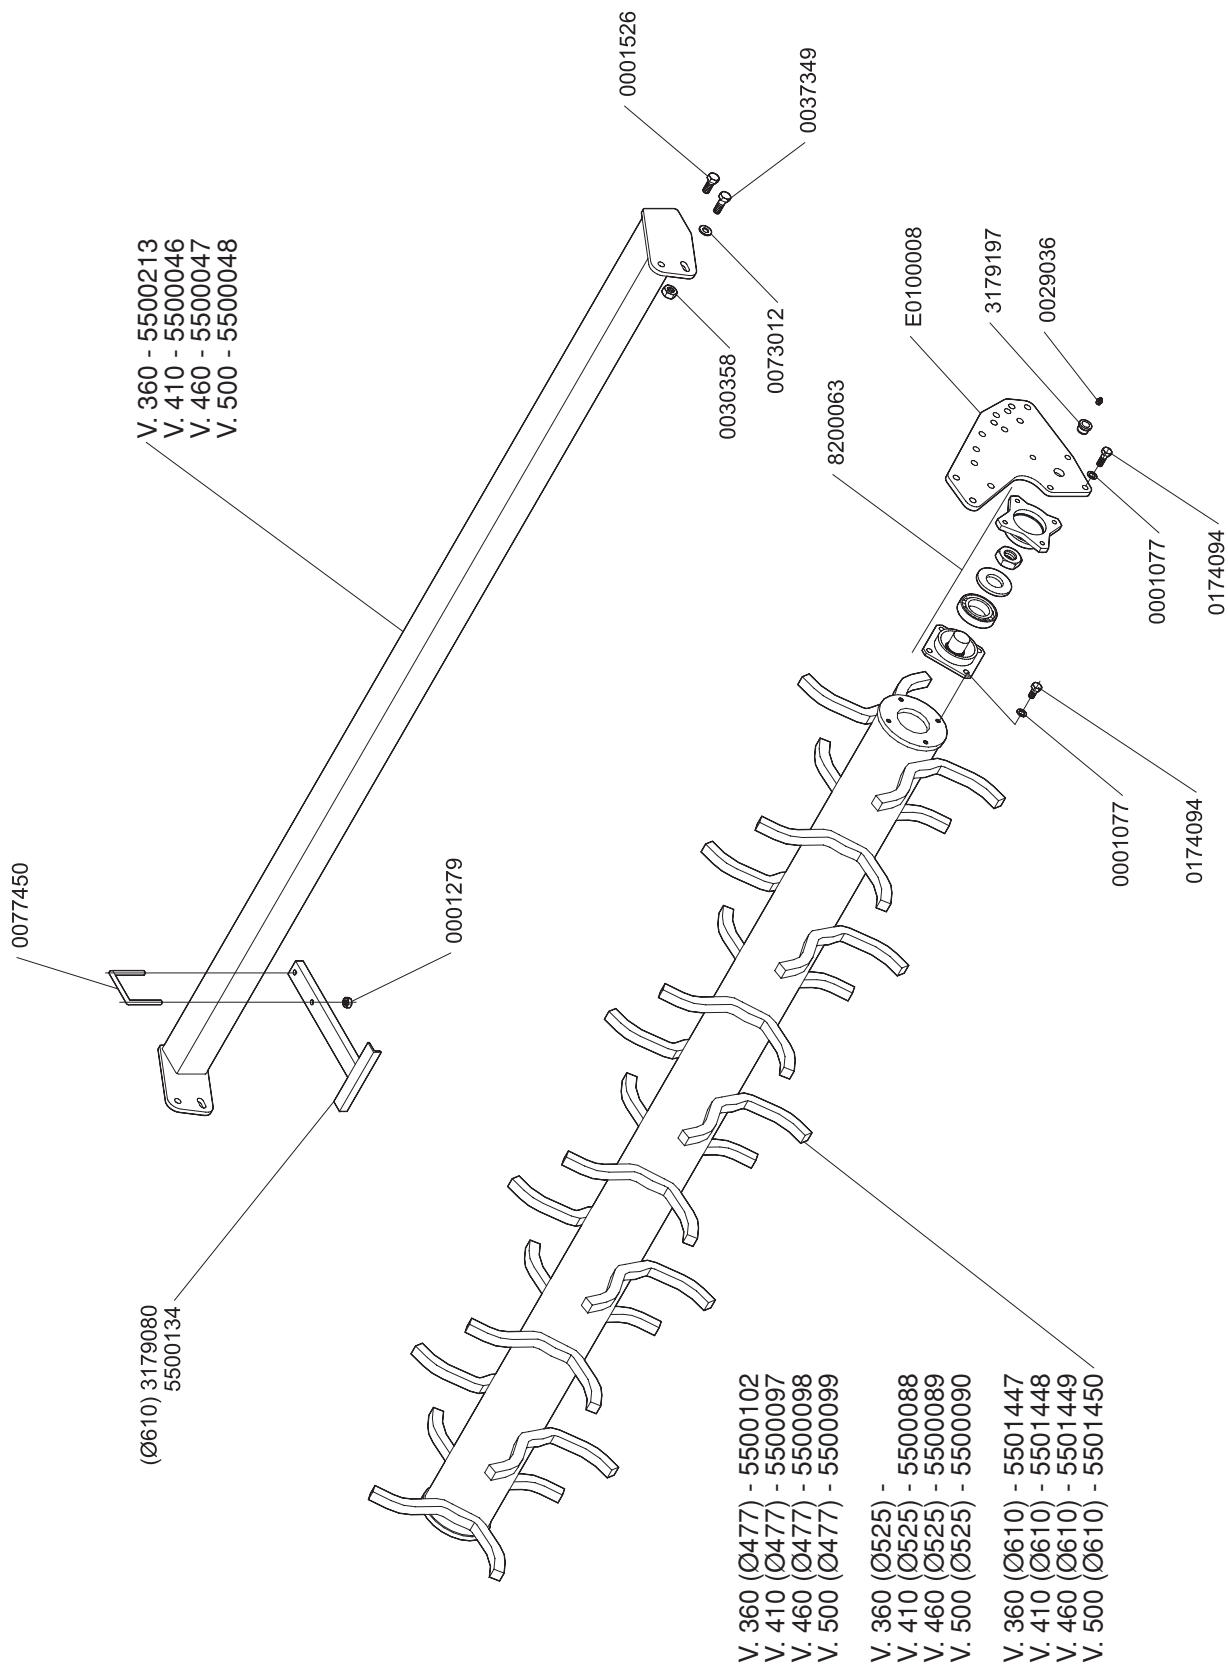 0001526
0037349
V. 360 - 5500213
V. 410 - 5500046
V. 460 - 5500047
V. 500 - 5500048
0030358
0073012
E0100008
3179197
0029036
8200063
0001077
0174094
0001077
0174094
0077450
0001279
(Ø610) 3179080
5500134
V. 360 (Ø477) - 5500102
V. 410 (Ø477) - 5500097
V. 460 (Ø477) - 5500098
V. 500 (Ø477) - 5500099
V. 360 (Ø525) -
V. 410 (Ø525) - 5500088
V. 460 (Ø525) - 5500089
V. 500 (Ø525) - 5500090
V. 360 (Ø610) - 5501447
V. 410 (Ø610) - 5501448
V. 460 (Ø610) - 5501449
V. 500 (Ø610) - 5501450